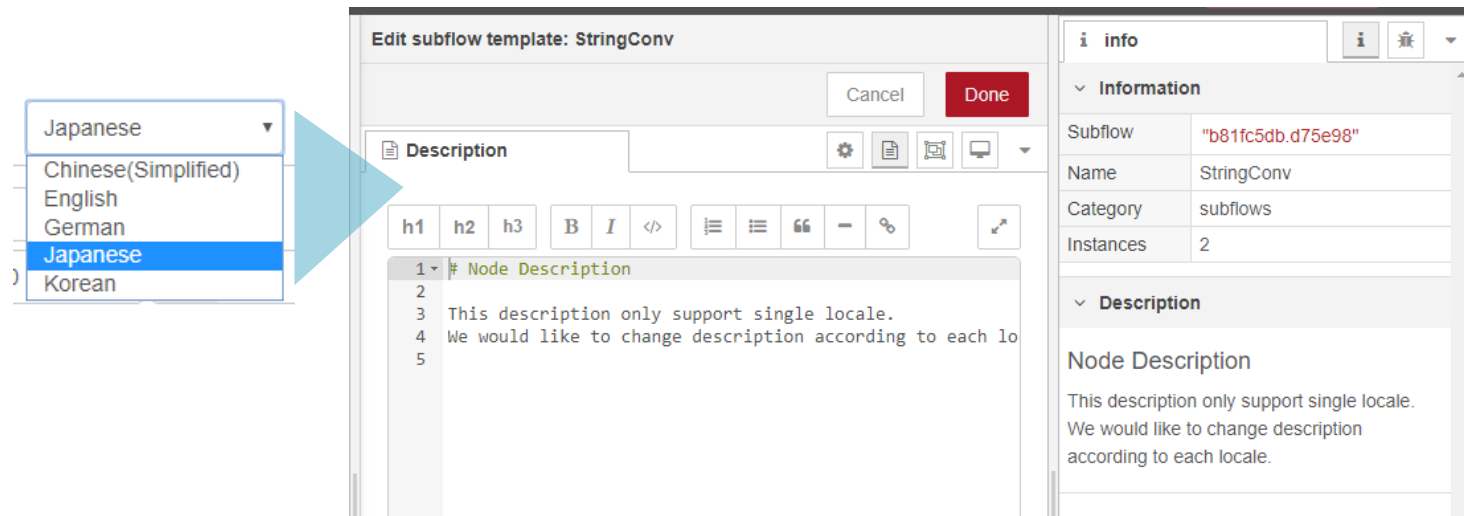 Japanese
Chinese(Simplified)
English
German
Japanese
Korean
Edit subflow template: StringConv
Cancel
Done
Description
h1 h2 h3 B I </>
1 # Node Description
2
3 This description only support single locale.
4 We would like to change description according to each lo
5
i info
Information
Subflow "b81fc5db.d75e98"
Name StringConv
Category subflows
Instances 2
Description
Node Description
This description only support single locale.
We would like to change description
according to each locale.